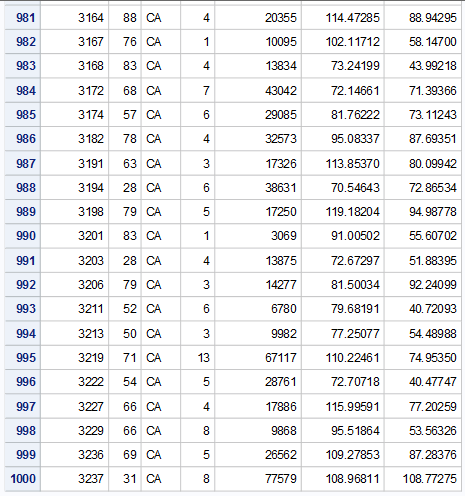 981 3164 88 CA 4 20355 114.47285 88.94295
982 3167 76 CA 1 10095 102.11712 58.14700
983 3168 83 CA 4 13834 73.24199 43.99218
984 3172 68 CA 7 43042 72.14661 71.39366
985 3174 57 CA 6 29085 81.76222 73.11243
986 3182 78 CA 4 32573 95.08337 87.69351
987 3191 63 CA 3 17326 113.85370 80.09942
988 3194 28 CA 6 38631 70.54643 72.86534
989 3198 79 CA 5 17250 119.18204 94.98778
990 3201 83 CA 1 3069 91.00502 55.60702
991 3203 28 CA 4 13875 72.67297 51.88395
992 3206 79 CA 3 14277 81.50034 92.24099
993 3211 52 CA 6 6780 79.68191 40.72093
994 3213 50 CA 3 9982 77.25077 54.48988
995 3219 71 CA 13 67117 110.22461 74.95350
996 3222 54 CA 5 28761 72.70718 40.47747
997 3227 66 CA 4 17886 115.99591 77.20259
998 3229 66 CA 8 9868 95.51864 53.56326
999 3236 69 CA 5 26562 109.27853 87.28376
1000 3237 31 CA 8 77579 108.96811 108.77275